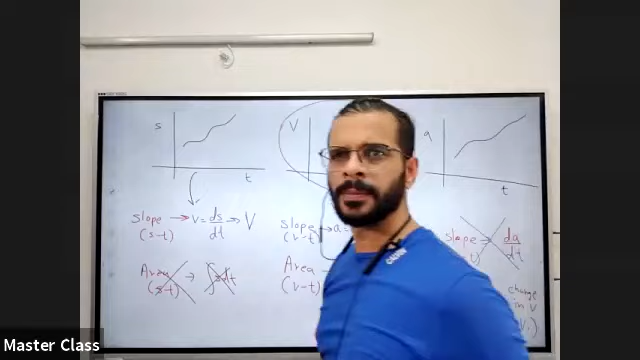 s
t
slope → v = ds/dt → V
(s-t)
Area → ∫sdt
(s-t)
V
slope → a =
(v-t)
Area
(v-t)
a
t
slope → da/dt
t)
change
in v
Master Class